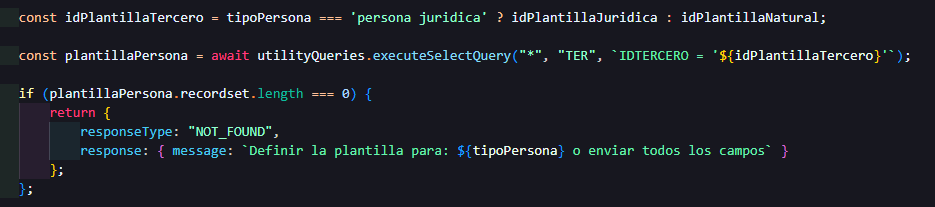 const idPlantillaTercero = tipoPersona === 'persona juridica' ? idPlantillaJuridica : idPlantillaNatural;
const plantillaPersona = await utilityQueries.executeSelectQuery("*", "TER", `IDTERCERO = '${idPlantillaTercero}'`);
if (plantillaPersona.recordset.length === 0) {
return {
responseType: "NOT_FOUND",
response: { message: `Definir la plantilla para: ${tipoPersona} o enviar todos los campos` }
};
};